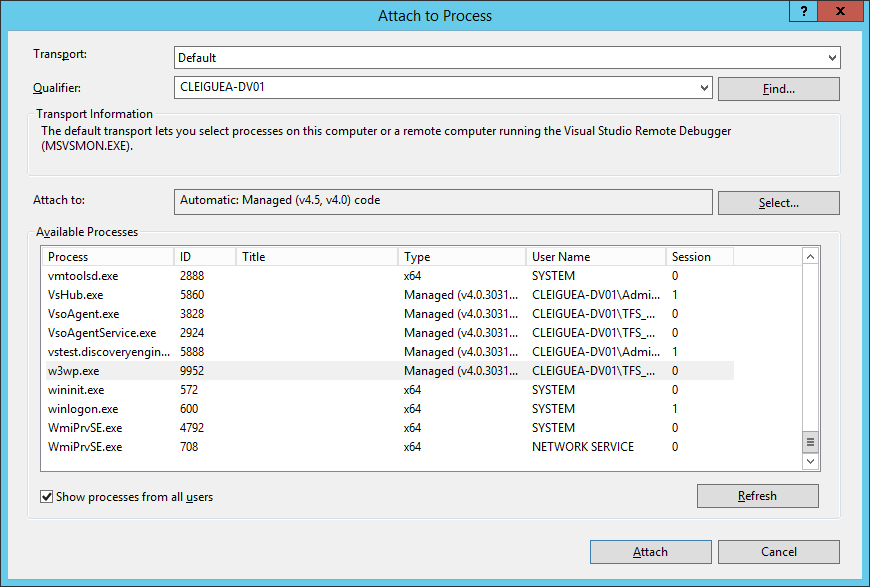 Attach to Process
? X
Transport: Default
Qualifier: CLEIGUEA-DV01 Find...
Transport Information
The default transport lets you select processes on this computer or a remote computer running the Visual Studio Remote Debugger
(MSVSMON.EXE).
Attach to: Automatic: Managed (v4.5, v4.0) code Select...
Available Processes
Process ID Title Type User Name Session
vmtoolsd.exe 2888 x64 SYSTEM 0
VsHub.exe 5860 Managed (v4.0.3031... CLEIGUEA-DV01\Admi... 1
VsoAgent.exe 3828 Managed (v4.0.3031... CLEIGUEA-DV01\TFS_... 0
VsoAgentService.exe 2924 Managed (v4.0.3031... CLEIGUEA-DV01\TFS_... 0
vstest.discoveryengin... 5888 Managed (v4.0.3031... CLEIGUEA-DV01\Admi... 1
w3wp.exe 9952 Managed (v4.0.3031... CLEIGUEA-DV01\TFS_... 0
wininit.exe 572 x64 SYSTEM 0
winlogon.exe 600 x64 SYSTEM 1
WmiPrvSE.exe 4792 x64 SYSTEM 0
WmiPrvSE.exe 708 x64 NETWORK SERVICE 0
Show processes from all users Refresh
Attach Cancel